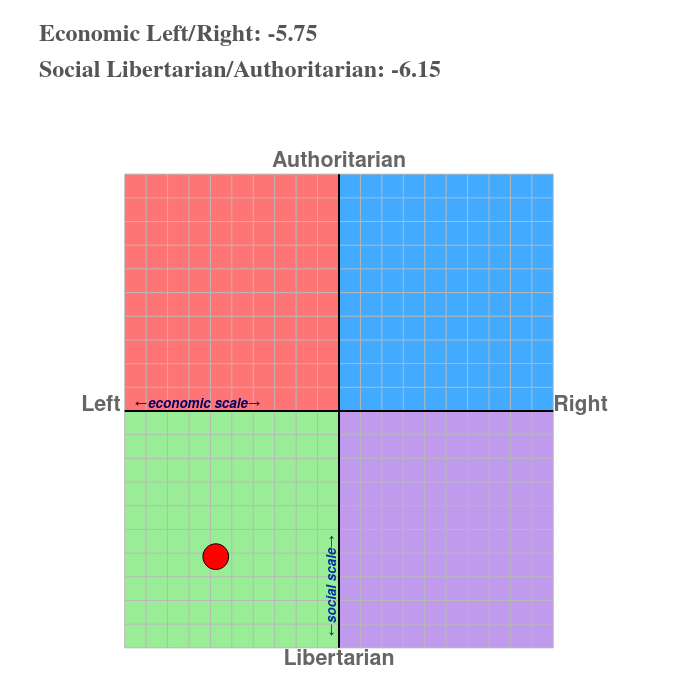 Economic Left/Right: -5.75
Social Libertarian/Authoritarian: -6.15
Authoritarian
Left
←economic scale→
Right
←social scale→
Libertarian